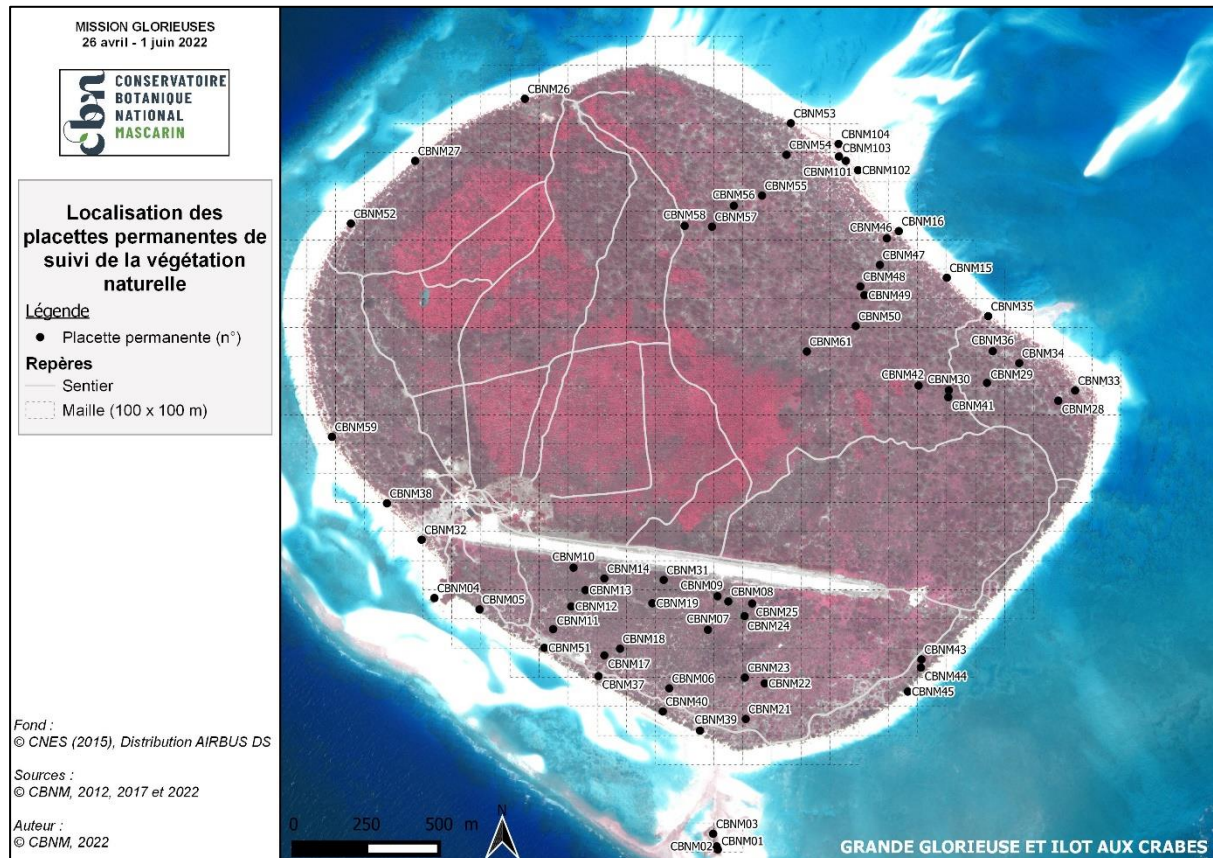 MISSION GLORIEUSES
26 avril - 1 juin 2022
cbn
CONSERVATOIRE
BOTANIQUE
NATIONAL
MASCARIN
Localisation des
placettes permanentes de
suivi de la végétation
naturelle
Légende
Placette permanente (n°)
Repères
Sentier
Maille (100 x 100 m)
Fond :
© CNES (2015), Distribution AIRBUS DS
Sources :
© CBNM, 2012, 2017 et 2022
Auteur :
© CBNM, 2022
CBNM26
CBNM53
CBNM104
CBNM54
CBNM103
CBNM27
CBNM101
CBNM102
CBNM55
CBNM56
CBNM52
CBNM58
CBNM57
CBNM16
CBNM46
CBNM47
CBNM15
CBNM48
CBNM49
CBNM35
CBNM50
CBNM61
CBNM36
CBNM34
CBNM42
CBNM30
CBNM29
CBNM33
CBNM41
CBNM28
CBNM59
CBNM38
CBNM32
CBNM10
CBNM14
CBNM31
CBNM04
CBNM13
CBNM09
CBNM08
CBNM05
CBNM12
CBNM19
CBNM25
CBNM11
CBNM07
CBNM24
CBNM51
CBNM18
CBNM17
CBNM43
CBNM37
CBNM06
CBNM23
CBNM22
CBNM44
CBNM45
CBNM40
CBNM39
CBNM21
CBNM03
CBNM02
CBNM01
0 250 500 m
N
GRANDE GLORIEUSE ET ILOT AUX CRABES